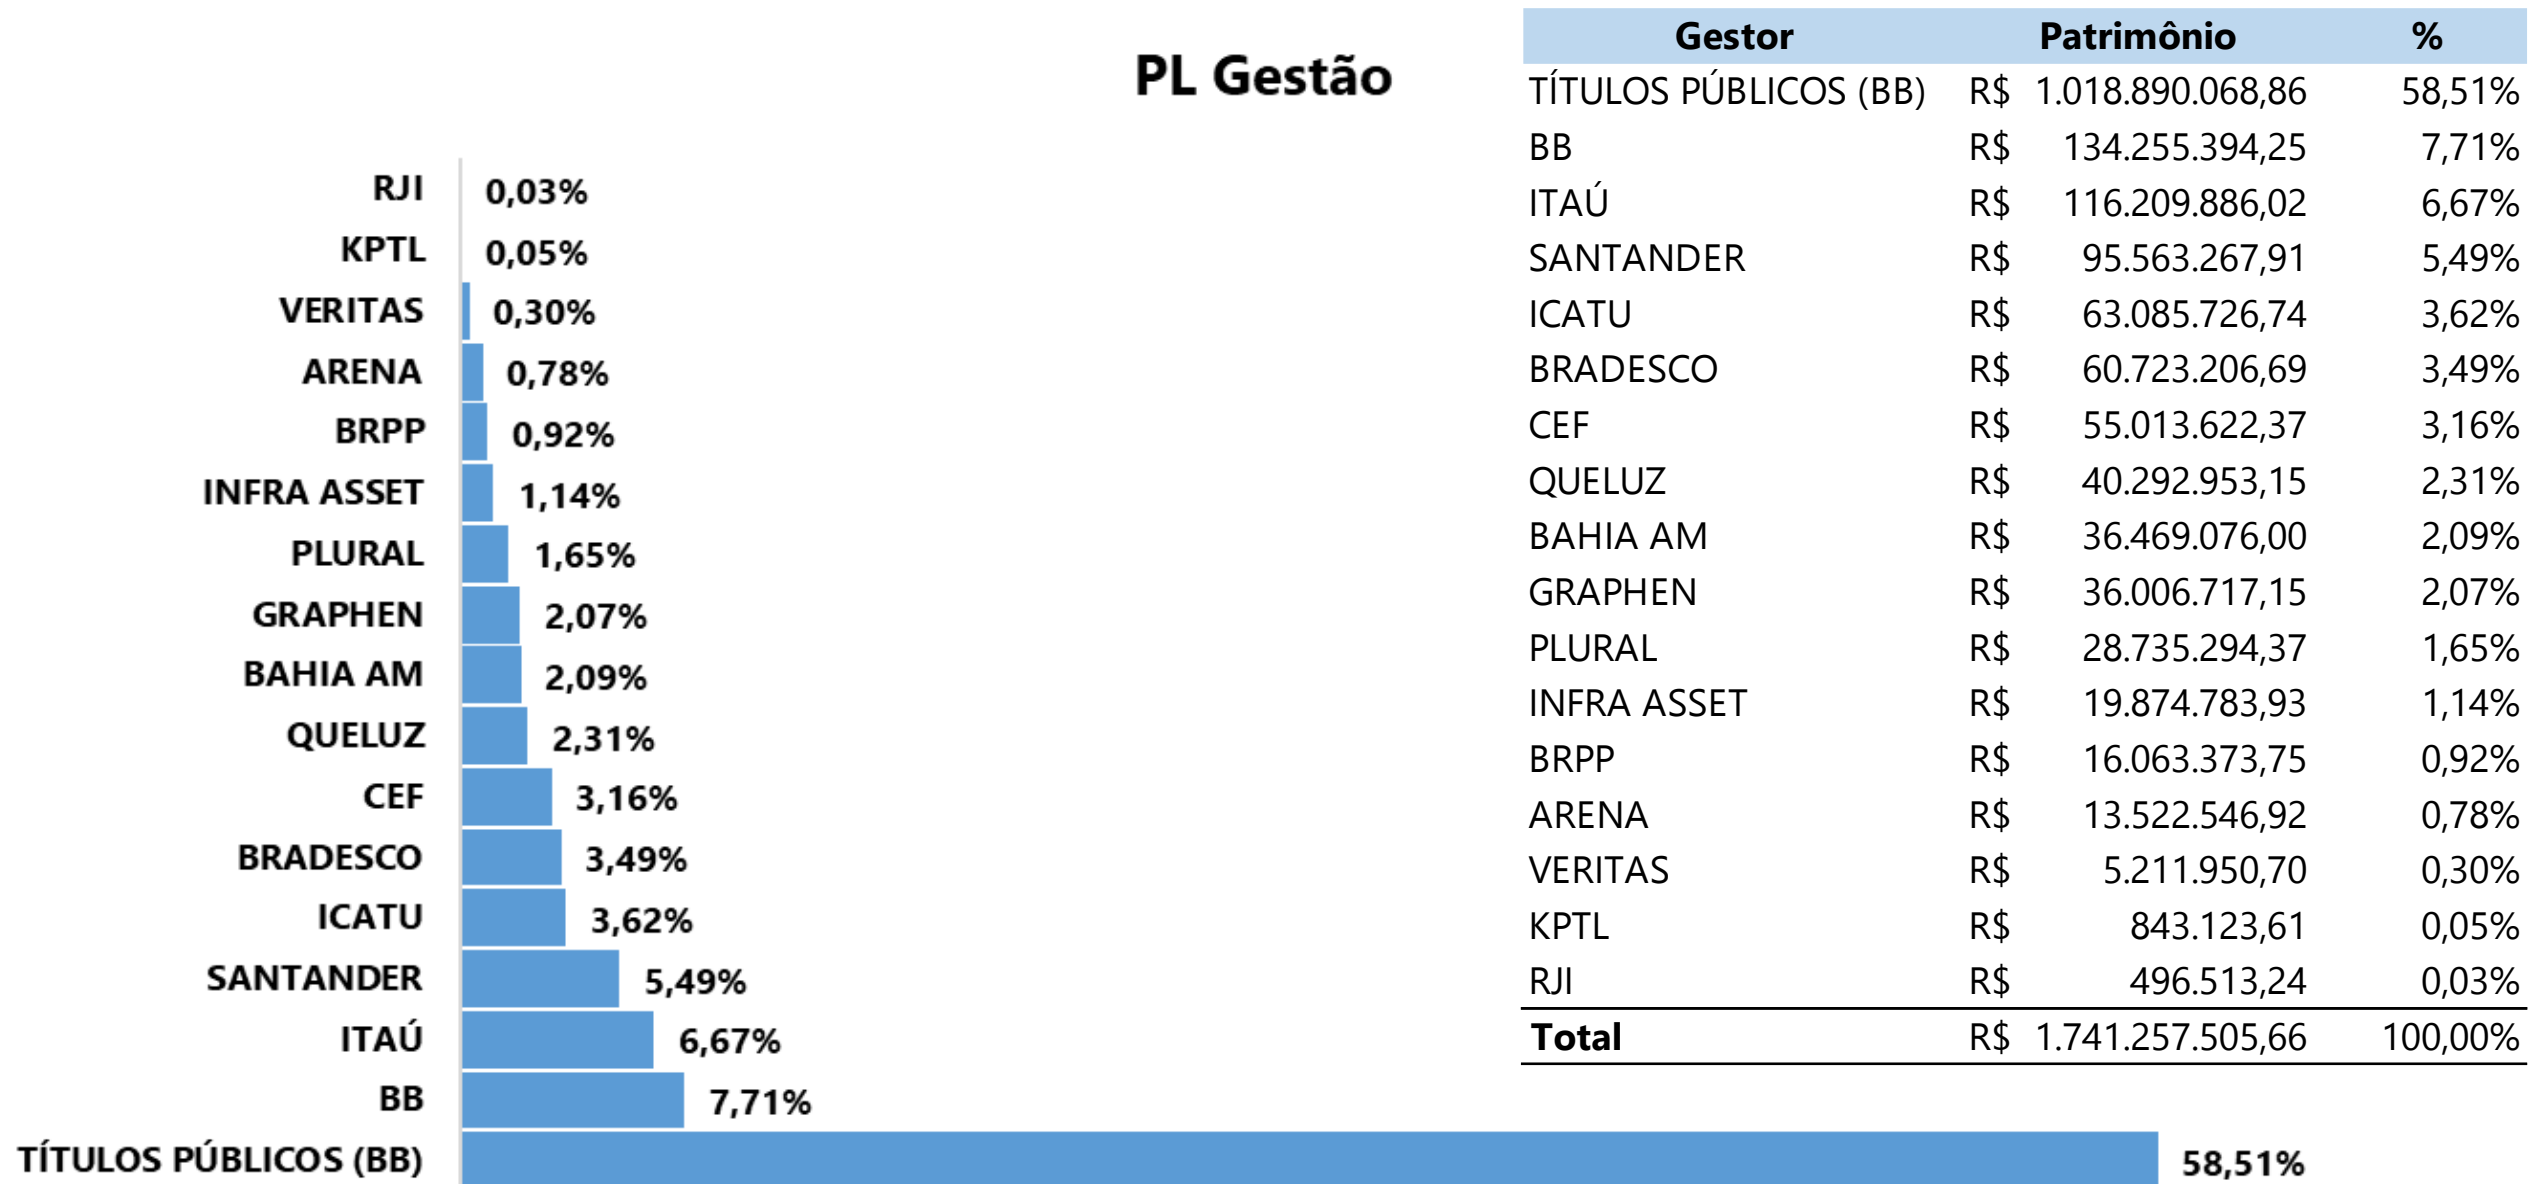 PL Gestão
RJI 0,03%
KPTL 0,05%
VERITAS 0,30%
ARENA 0,78%
BRPP 0,92%
INFRA ASSET 1,14%
PLURAL 1,65%
GRAPHEN 2,07%
BAHIA AM 2,09%
QUELUZ 2,31%
CEF 3,16%
BRADESCO 3,49%
ICATU 3,62%
SANTANDER 5,49%
ITAÚ 6,67%
BB 7,71%
TÍTULOS PÚBLICOS (BB) 58,51%
Gestor Patrimônio %
TÍTULOS PÚBLICOS (BB) R$ 1.018.890.068,86 58,51%
BB R$ 134.255.394,25 7,71%
ITAÚ R$ 116.209.886,02 6,67%
SANTANDER R$ 95.563.267,91 5,49%
ICATU R$ 63.085.726,74 3,62%
BRADESCO R$ 60.723.206,69 3,49%
CEF R$ 55.013.622,37 3,16%
QUELUZ R$ 40.292.953,15 2,31%
BAHIA AM R$ 36.469.076,00 2,09%
GRAPHEN R$ 36.006.717,15 2,07%
PLURAL R$ 28.735.294,37 1,65%
INFRA ASSET R$ 19.874.783,93 1,14%
BRPP R$ 16.063.373,75 0,92%
ARENA R$ 13.522.546,92 0,78%
VERITAS R$ 5.211.950,70 0,30%
KPTL R$ 843.123,61 0,05%
RJI R$ 496.513,24 0,03%
Total R$ 1.741.257.505,66 100,00%